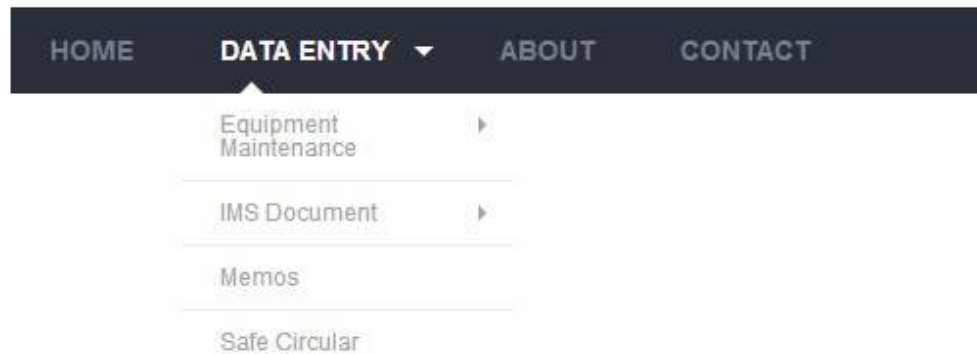 HOME DATA ENTRY ABOUT CONTACT
Equipment
Maintenance
IMS Document
Memos
Safe Circular